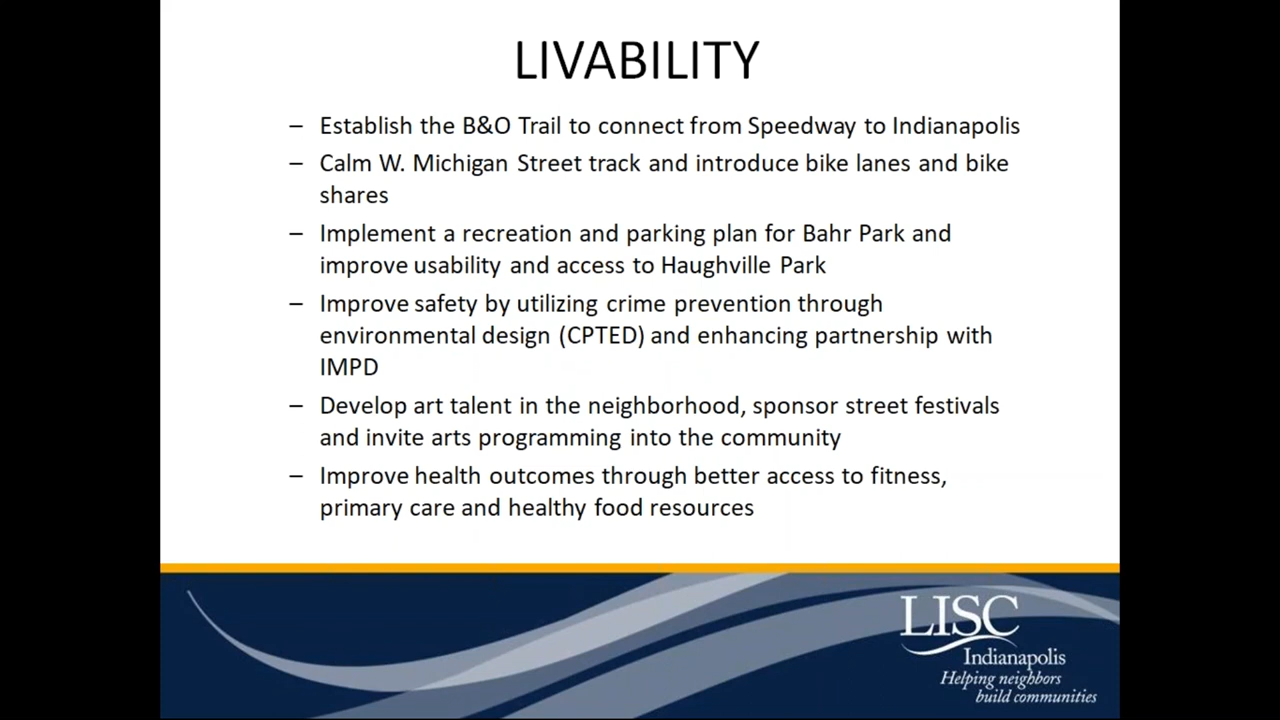 LIVABILITY
– Establish the B&O Trail to connect from Speedway to Indianapolis
– Calm W. Michigan Street track and introduce bike lanes and bike
shares
– Implement a recreation and parking plan for Bahr Park and
improve usability and access to Haughville Park
– Improve safety by utilizing crime prevention through
environmental design (CPTED) and enhancing partnership with
IMPD
– Develop art talent in the neighborhood, sponsor street festivals
and invite arts programming into the community
– Improve health outcomes through better access to fitness,
primary care and healthy food resources
LISC
Indianapolis
Helping neighbors
build communities